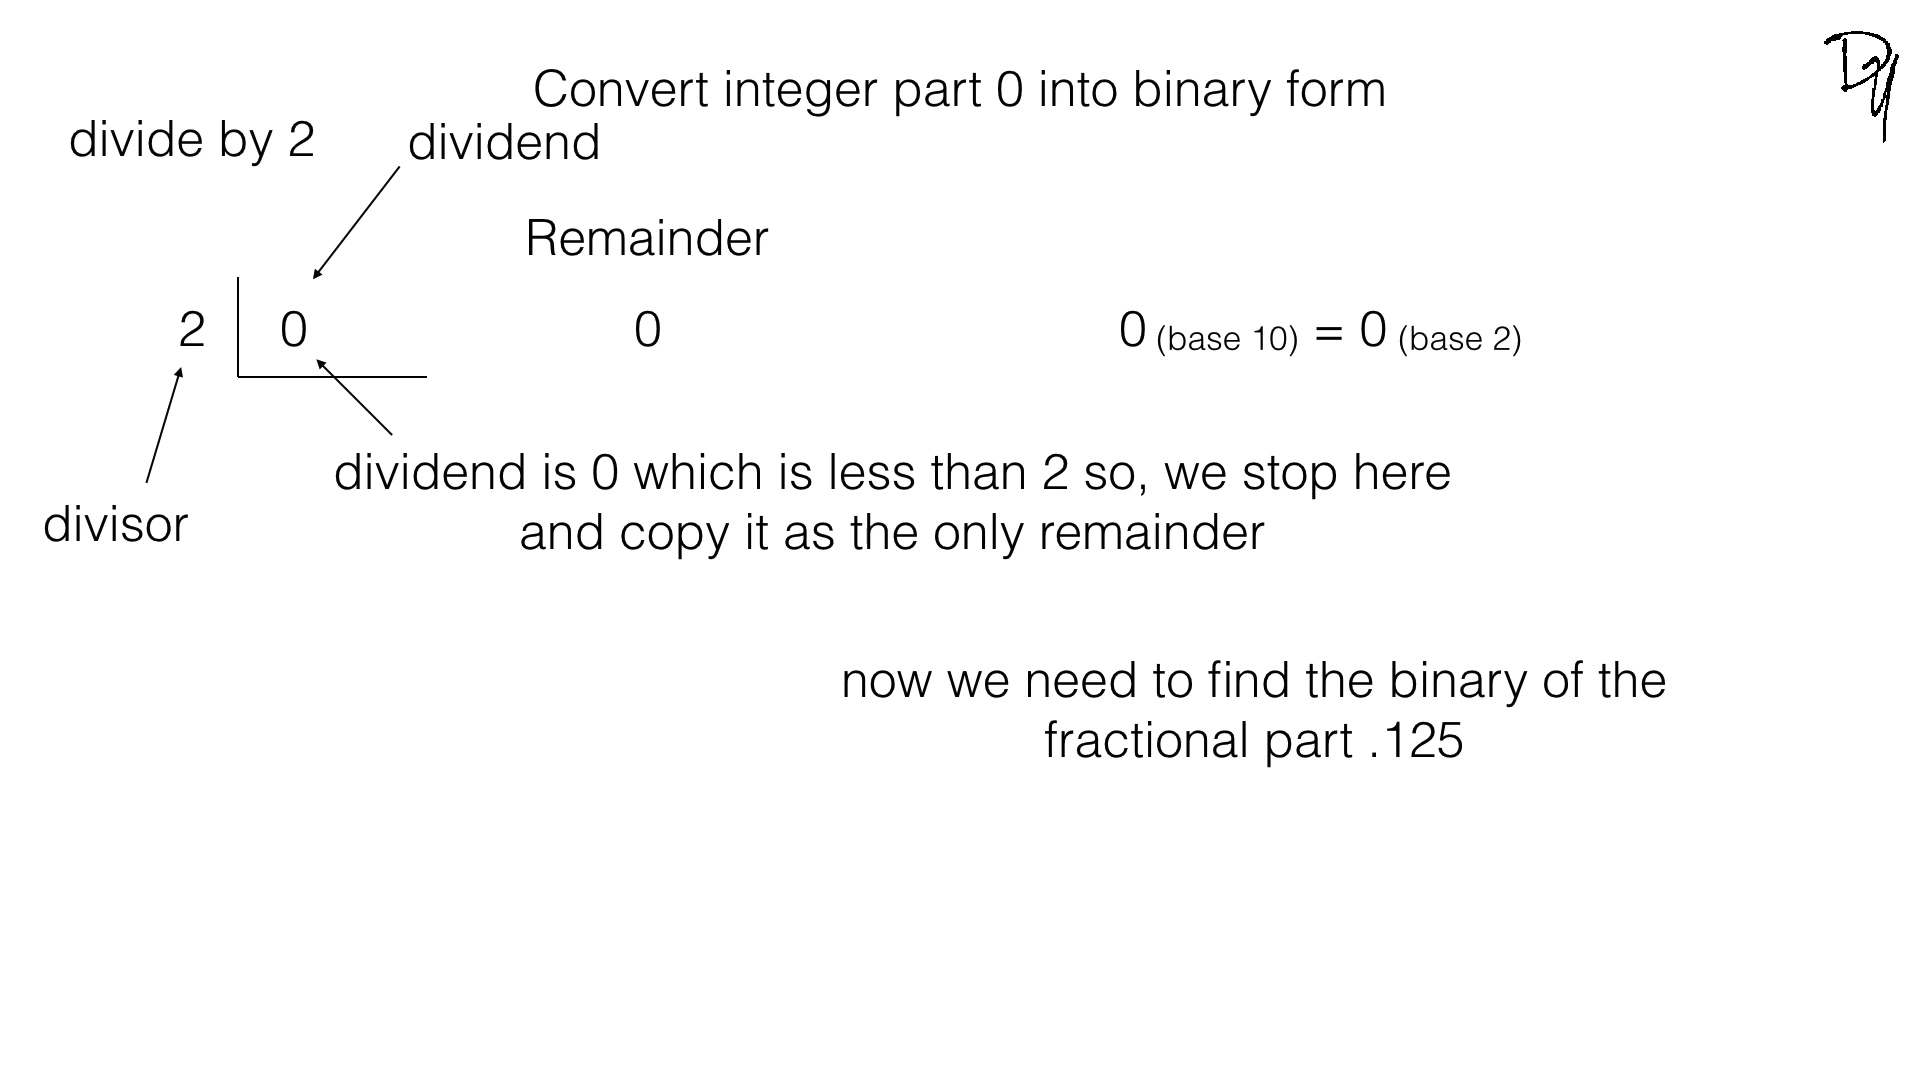 Convert integer part 0 into binary form
divide by 2
dividend
Remainder
2
0
0
0 (base 10) = 0 (base 2)
dividend is 0 which is less than 2 so, we stop here
and copy it as the only remainder
divisor
now we need to find the binary of the
fractional part .125